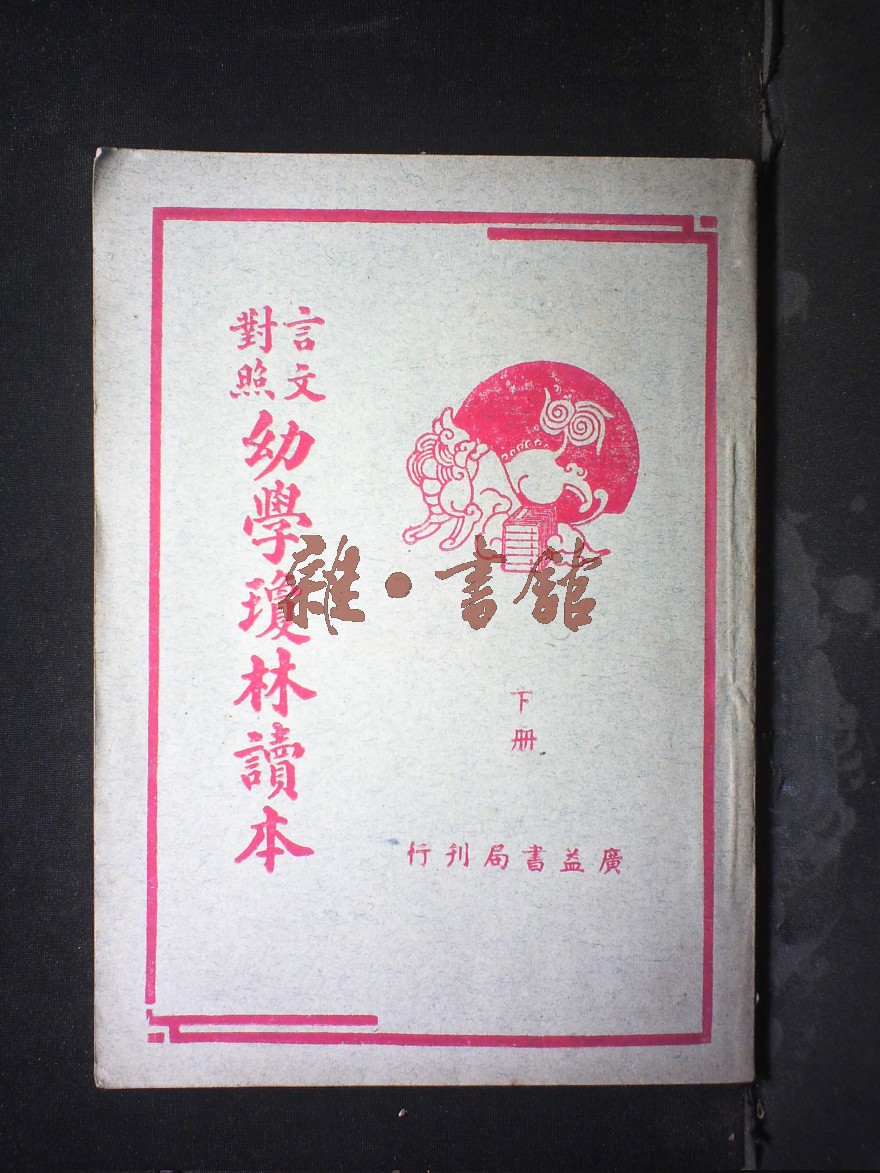 言文
對照
幼學瓊林讀本
下册
廣益書局刊行
雜·書館